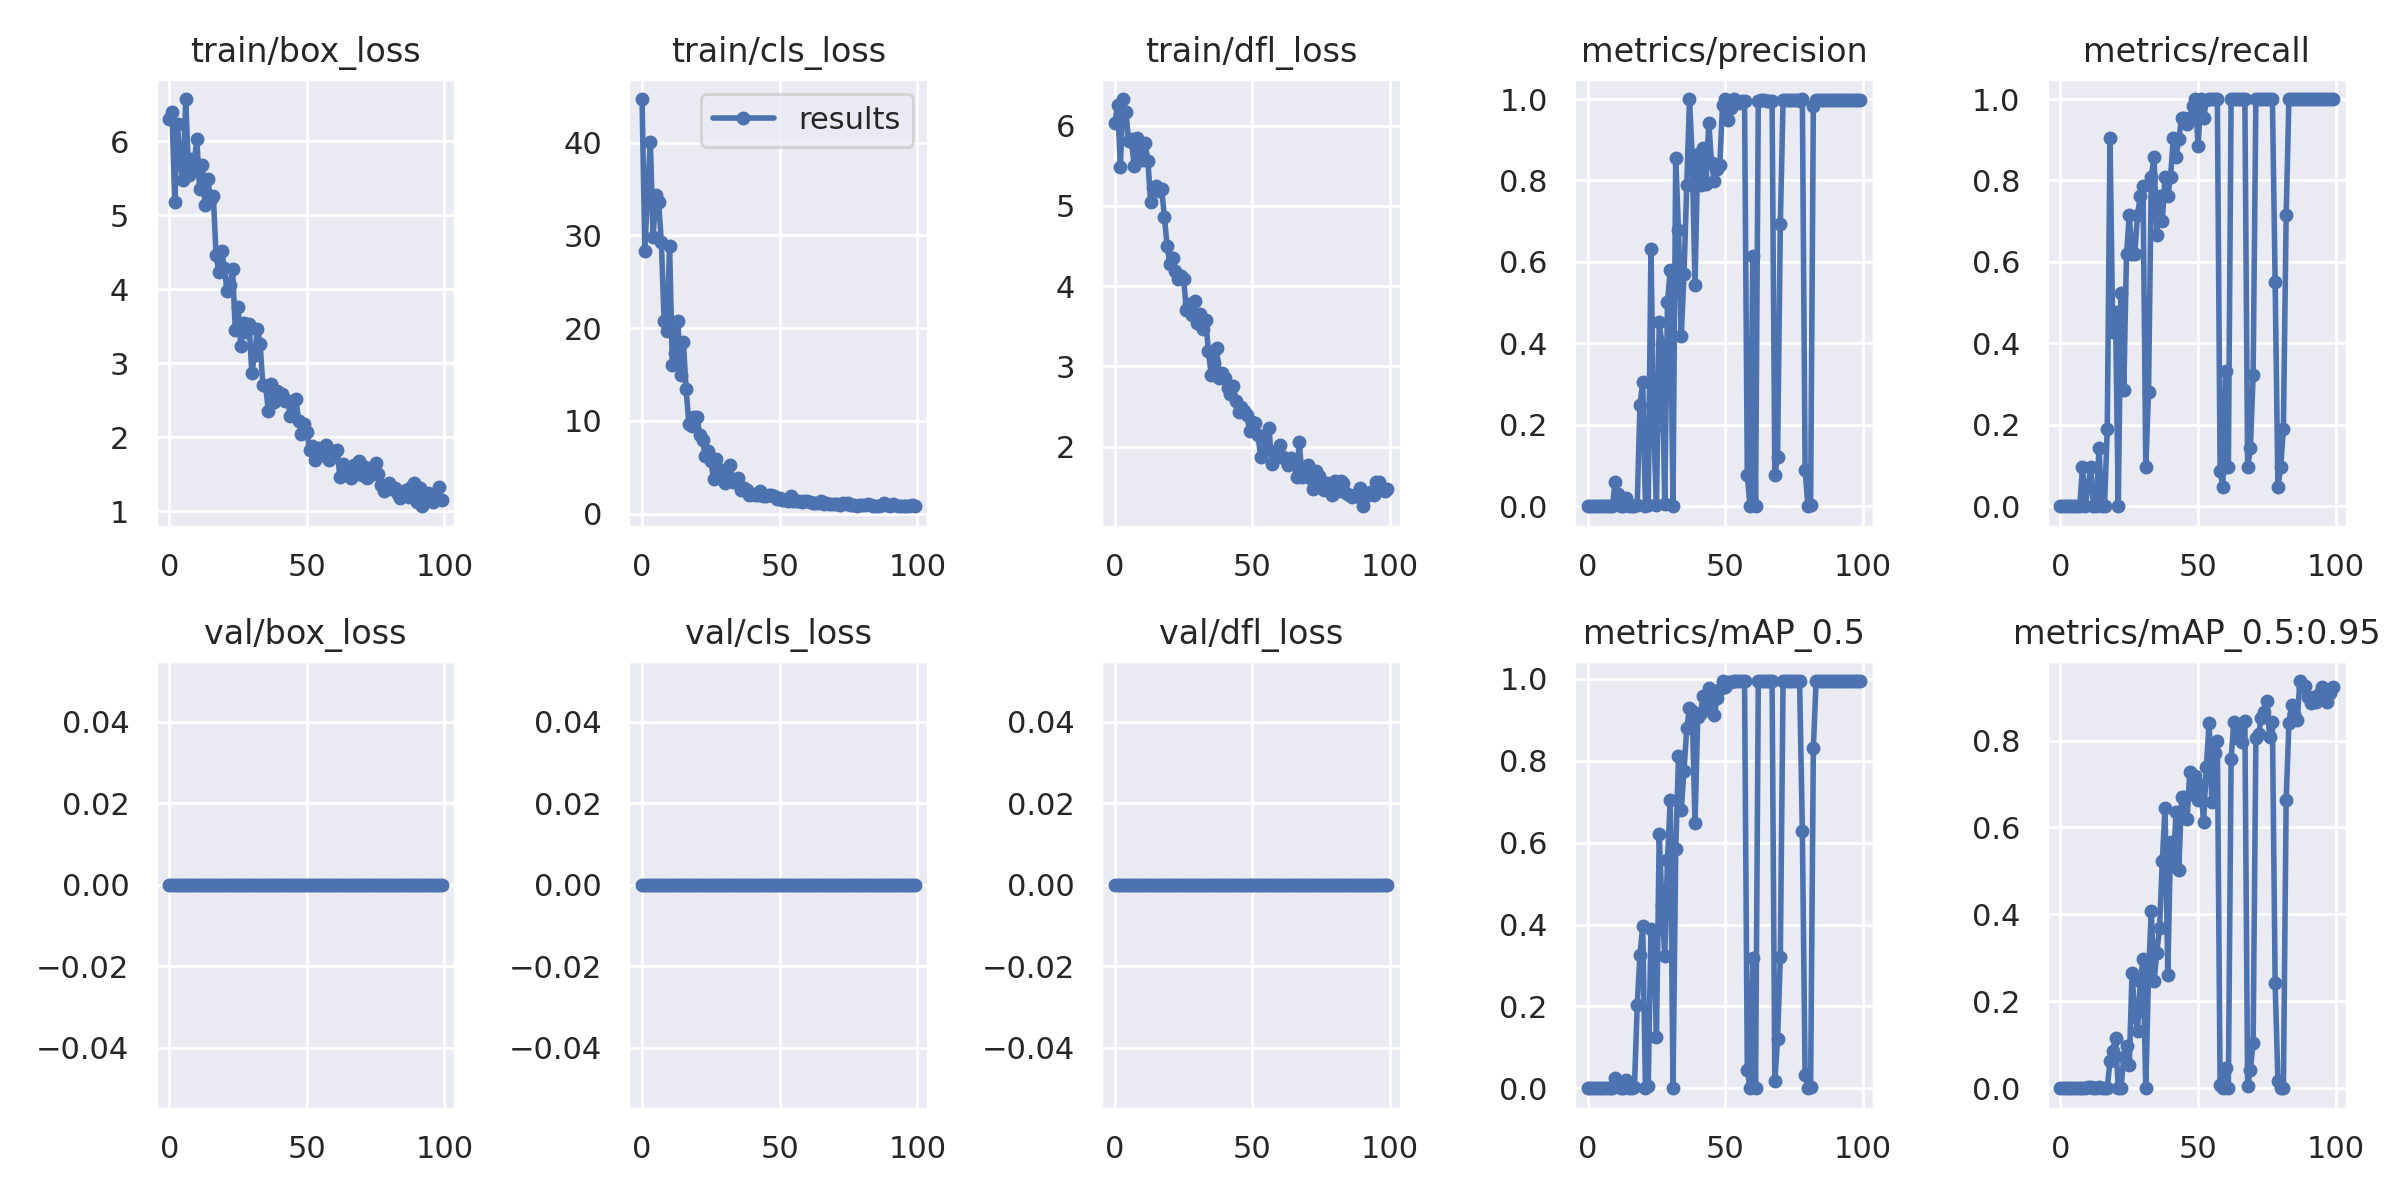 train/box_loss
6
5
4
3
2
1
0 50 100
train/cls_loss
results
40
30
20
10
0
0 50 100
train/dfl_loss
6
5
4
3
2
0 50 100
metrics/precision
1.0
0.8
0.6
0.4
0.2
0.0
0 50 100
metrics/recall
1.0
0.8
0.6
0.4
0.2
0.0
0 50 100
val/box_loss
0.04
0.02
0.00
−0.02
−0.04
0 50 100
val/cls_loss
0.04
0.02
0.00
−0.02
−0.04
0 50 100
val/dfl_loss
0.04
0.02
0.00
−0.02
−0.04
0 50 100
metrics/mAP_0.5
1.0
0.8
0.6
0.4
0.2
0.0
0 50 100
metrics/mAP_0.5:0.95
0.8
0.6
0.4
0.2
0.0
0 50 100